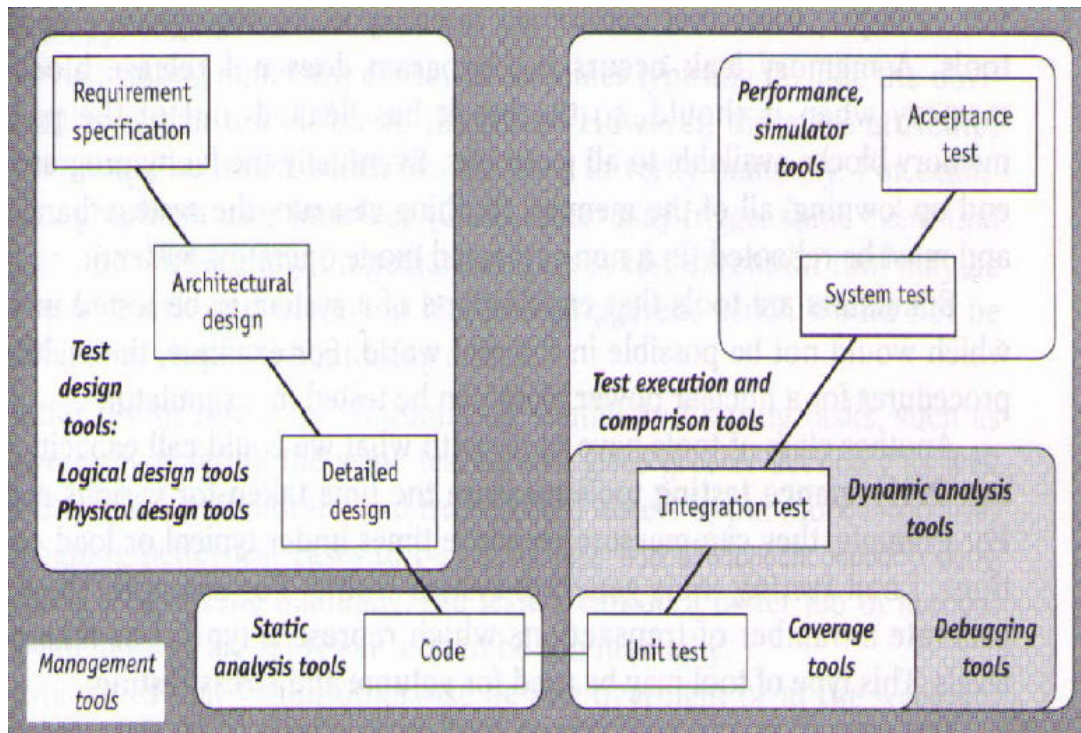 Requirement
specification
Architectural
design
Test
design
tools:
Logical design tools
Physical design tools
Detailed
design
Static
analysis tools
Code
Management
tools
Performance,
simulator
tools
Acceptance
test
System test
Test execution and
comparison tools
Integration test
Dynamic analysis
tools
Unit test
Coverage
tools
Debugging
tools